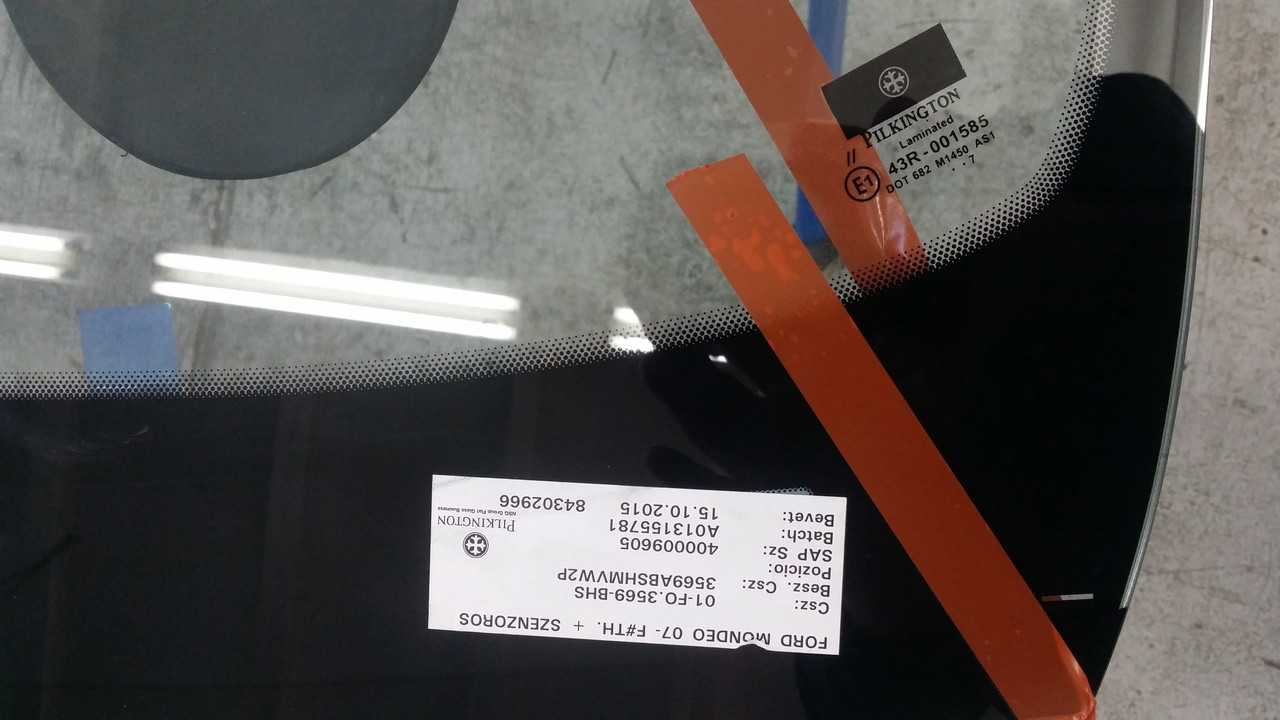 PILKINGTON
Laminated
// 43R-001585
E1
DOT 682 M1450 AS1
. . 7
FORD MONDEO 07- F#TH. + SZENZOROS
Csz: 01-FO.3569-BHS
Besz. Csz: 3569ABSHMVW2P
Pozicio:
SAP Sz: 400009605
Batch: A013155781
Bevet: 15.10.2015 84302966
PILKINGTON
NSG Group Flat Glass Business